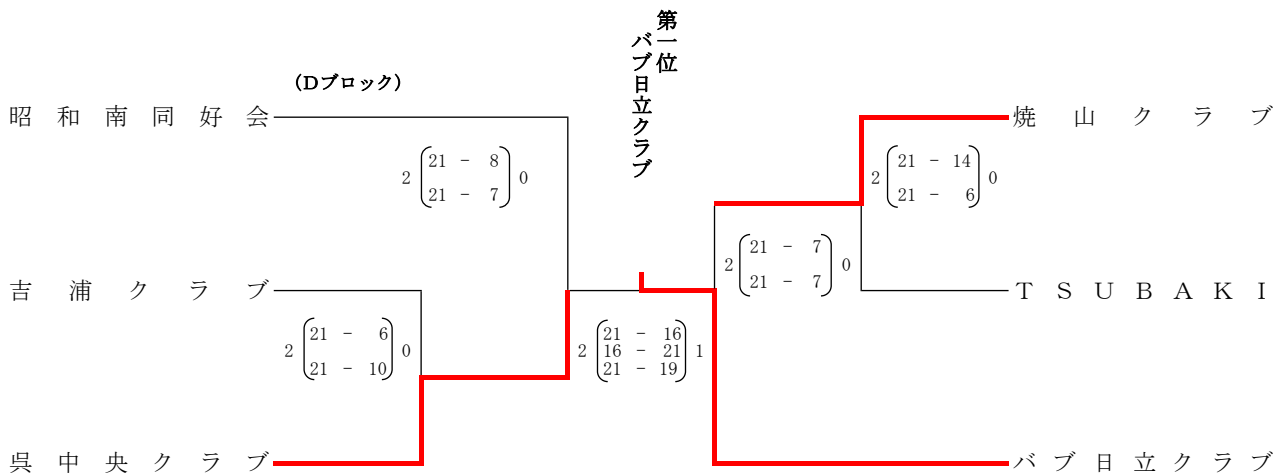 第一位
バブ日立クラブ
(Dブロック)
昭和南同好会
焼山クラブ
2 21 - 8 0
21 - 7
2 21 - 14 0
21 - 6
2 21 - 7 0
21 - 7
吉浦クラブ
TSUBAKI
2 21 - 6 0
21 - 10
2 21 - 16 1
16 - 21
21 - 19
呉中央クラブ
バブ日立クラブ